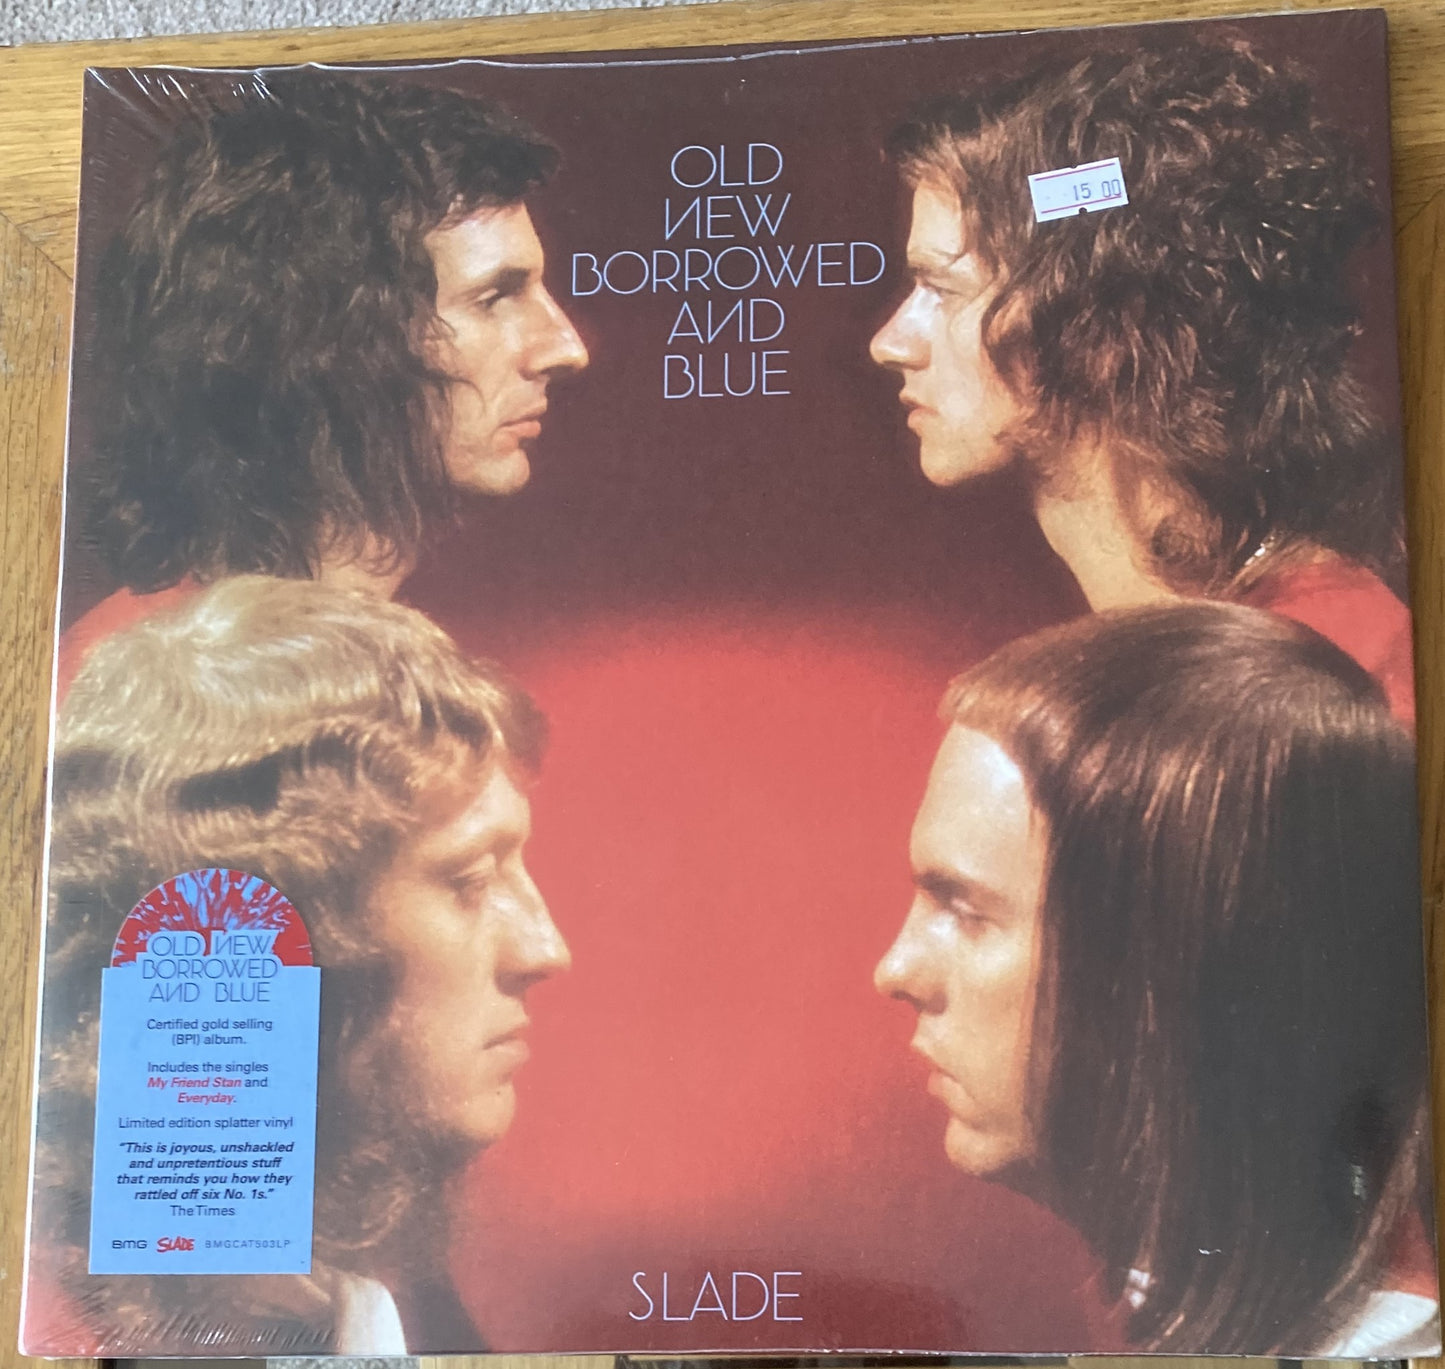 OLD
NEW
BORROWED
AND
BLUE
15 00
OLD NEW
BORROWED
AND BLUE
Certified gold selling
(BPI) album.
Includes the singles
My Friend Stan and
Everyday.
Limited edition splatter vinyl
“This is joyous, unshackled
and unpretentious stuff
that reminds you how they
rattled off six No. 1s.”
The Times
BMG SLADE BMGCAT503LP
SLADE